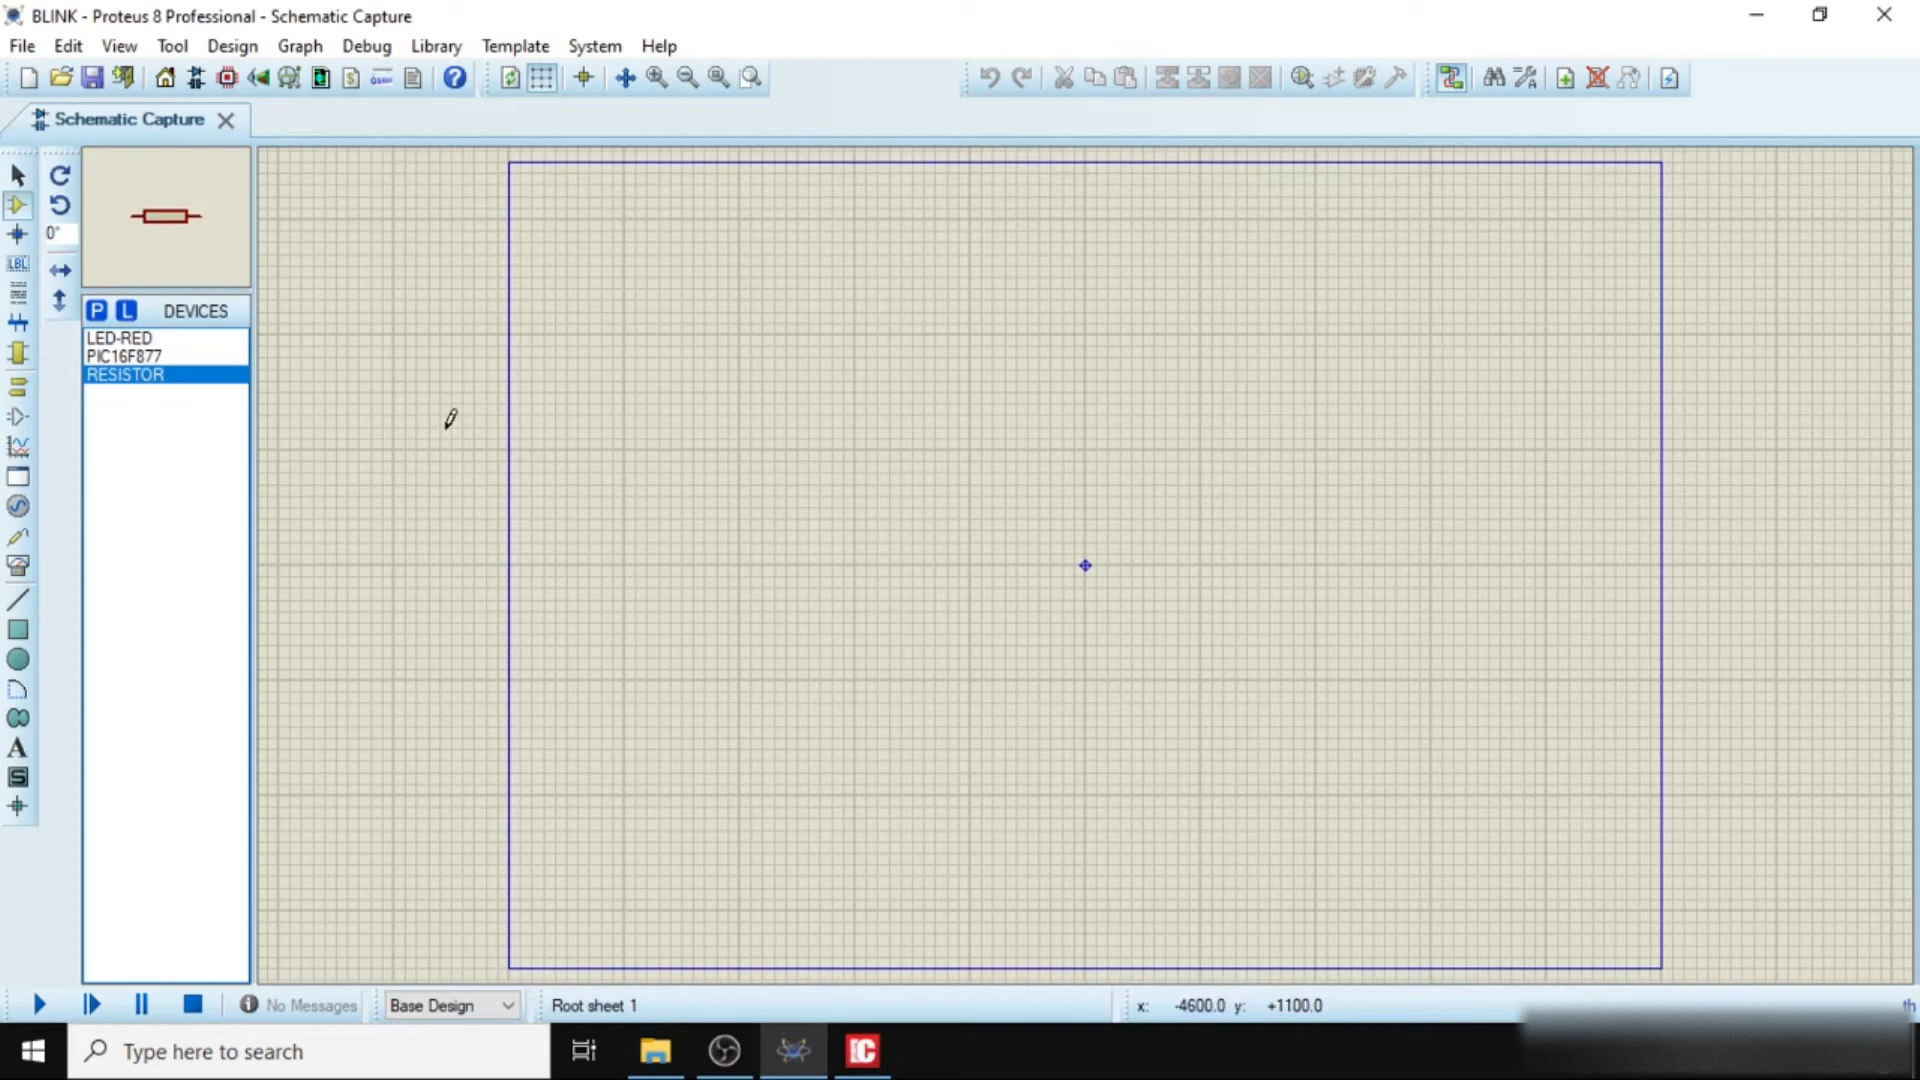 BLINK - Proteus 8 Professional - Schematic Capture
File Edit View Tool Design Graph Debug Library Template System Help
Schematic Capture
LBL
0°
P L DEVICES
LED-RED
PIC16F877
RESISTOR
A
S
No Messages Base Design Root sheet 1 x: -4600.0 y: +1100.0 th
Type here to search